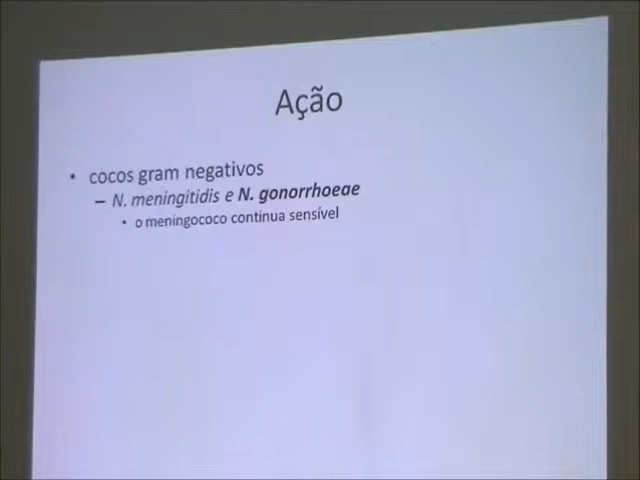 Ação
• cocos gram negativos
– N. meningitidis e N. gonorrhoeae
• o meningococo continua sensível